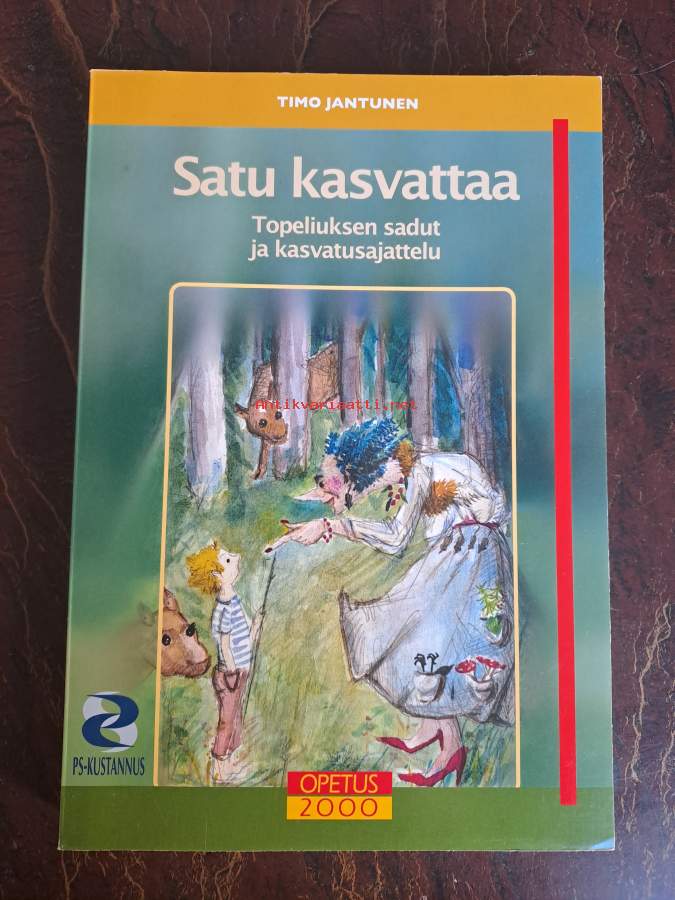 TIMO JANTUNEN
Satu kasvattaa
Topeliuksen sadut
ja kasvatusajattelu
Antikvariaatti.net
PS-KUSTANNUS
OPETUS
2000